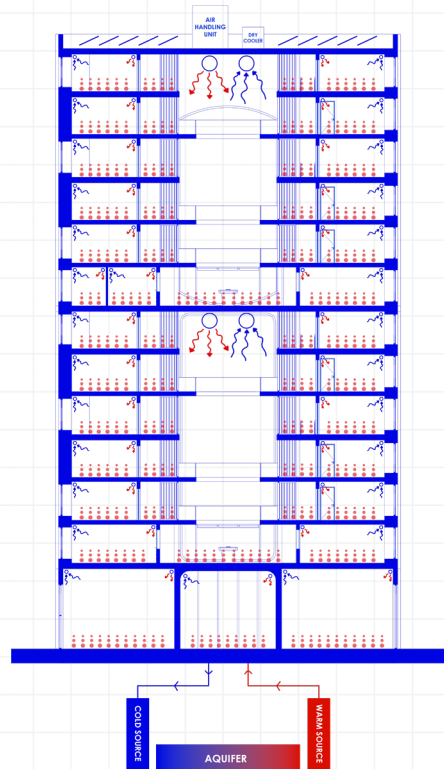 AIR
HANDLING
UNIT
DRY
COOLER
COLD SOURCE
WARM SOURCE
AQUIFER